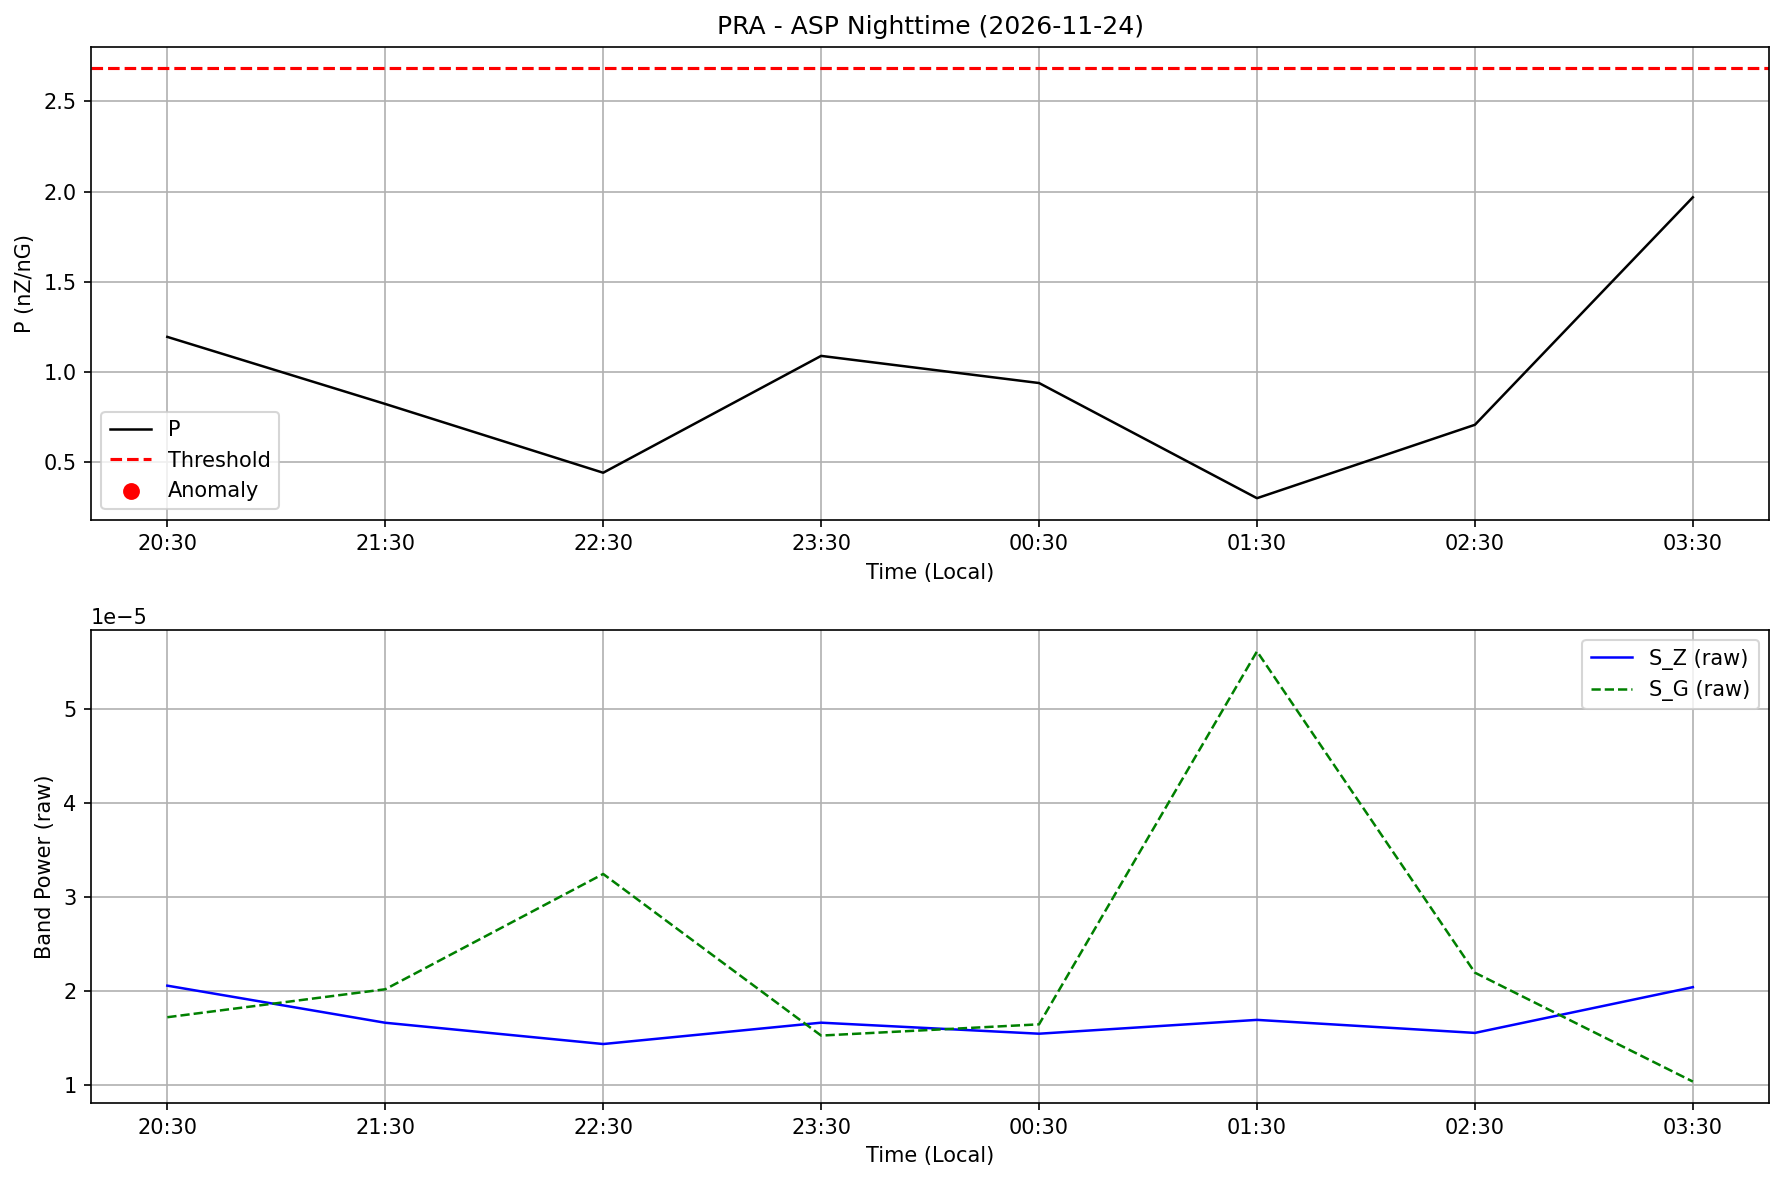 PRA - ASP Nighttime (2026-11-24)
P (nZ/nG)
2.5
2.0
1.5
1.0
0.5
P
Threshold
Anomaly
20:30 21:30 22:30 23:30 00:30 01:30 02:30 03:30
Time (Local)
1e−5
Band Power (raw)
5
4
3
2
1
S_Z (raw)
S_G (raw)
20:30 21:30 22:30 23:30 00:30 01:30 02:30 03:30
Time (Local)